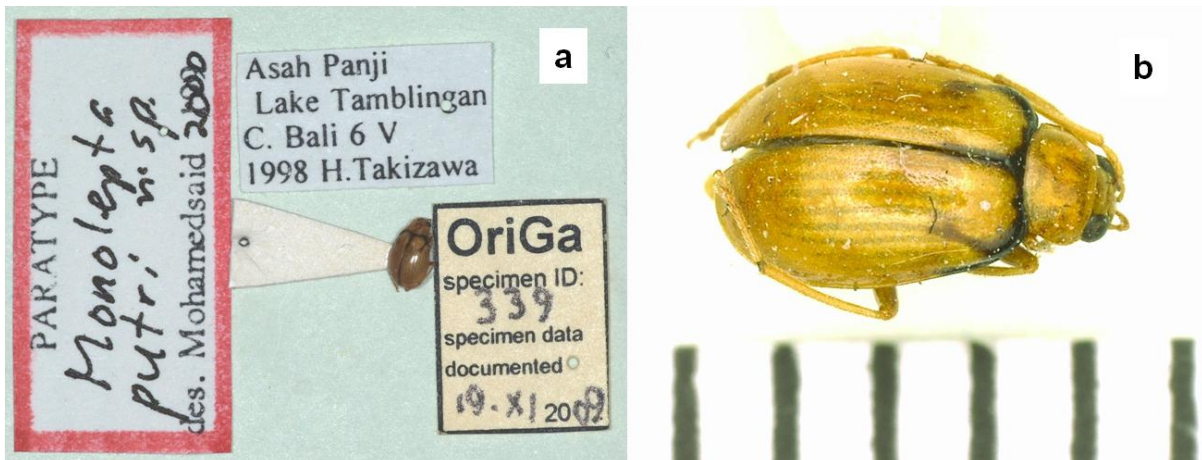 PARATYPE
Monolepta
putri n. sp.
des. Mohamedsaid 2000
Asah Panji
Lake Tamblingan
C. Bali 6 V
1998 H.Takizawa
a
OriGa
specimen ID:
339
specimen data
documented
19.XI 2009
b